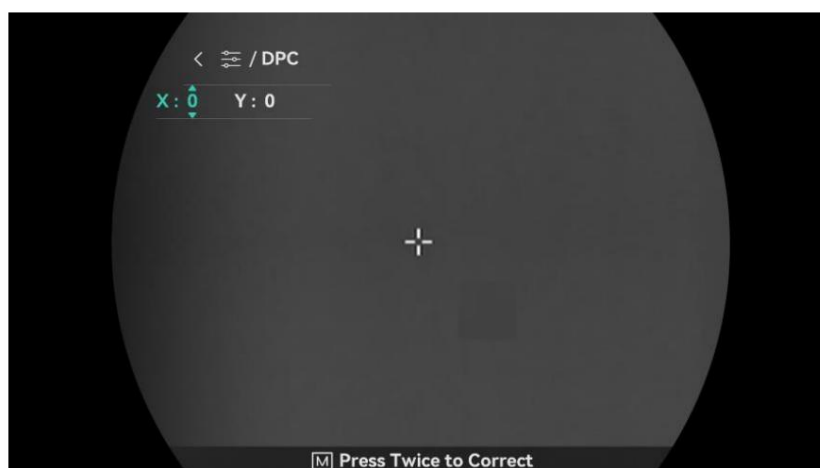 / DPC
X : 0 Y : 0
M Press Twice to Correct